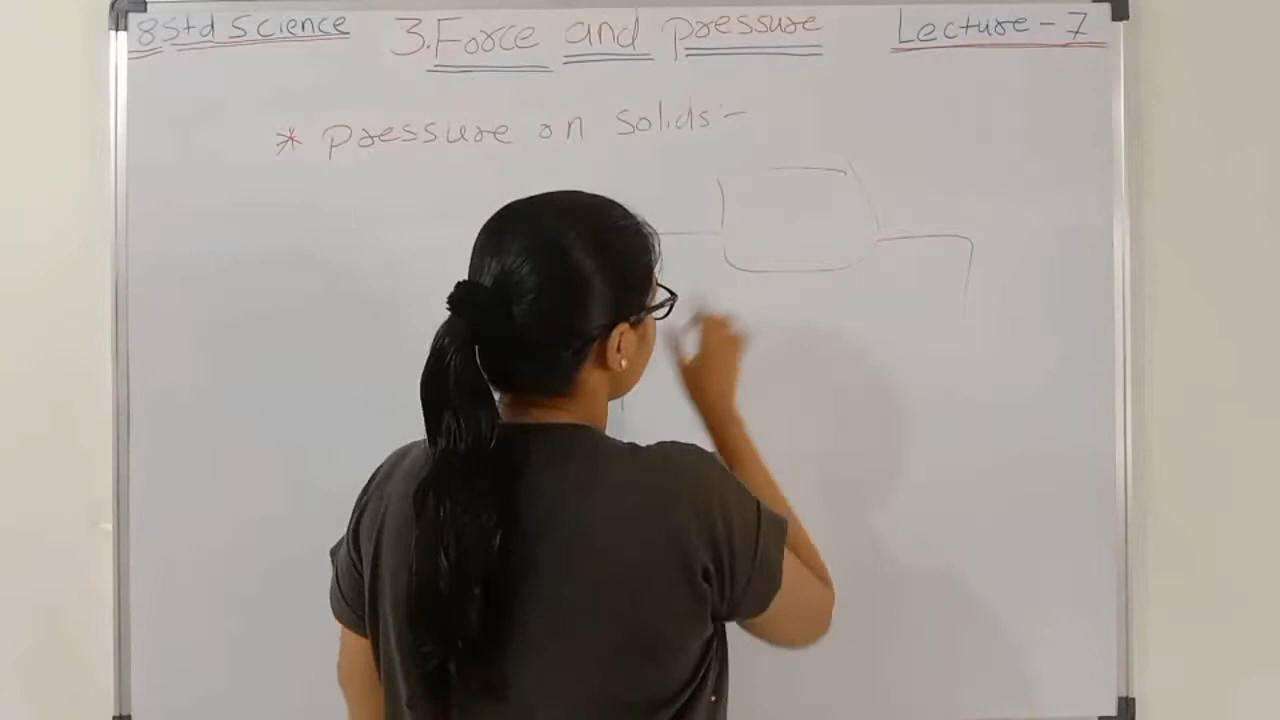 8Std Science 3.Force and pressure Lecture-7
* pressure on solids:-